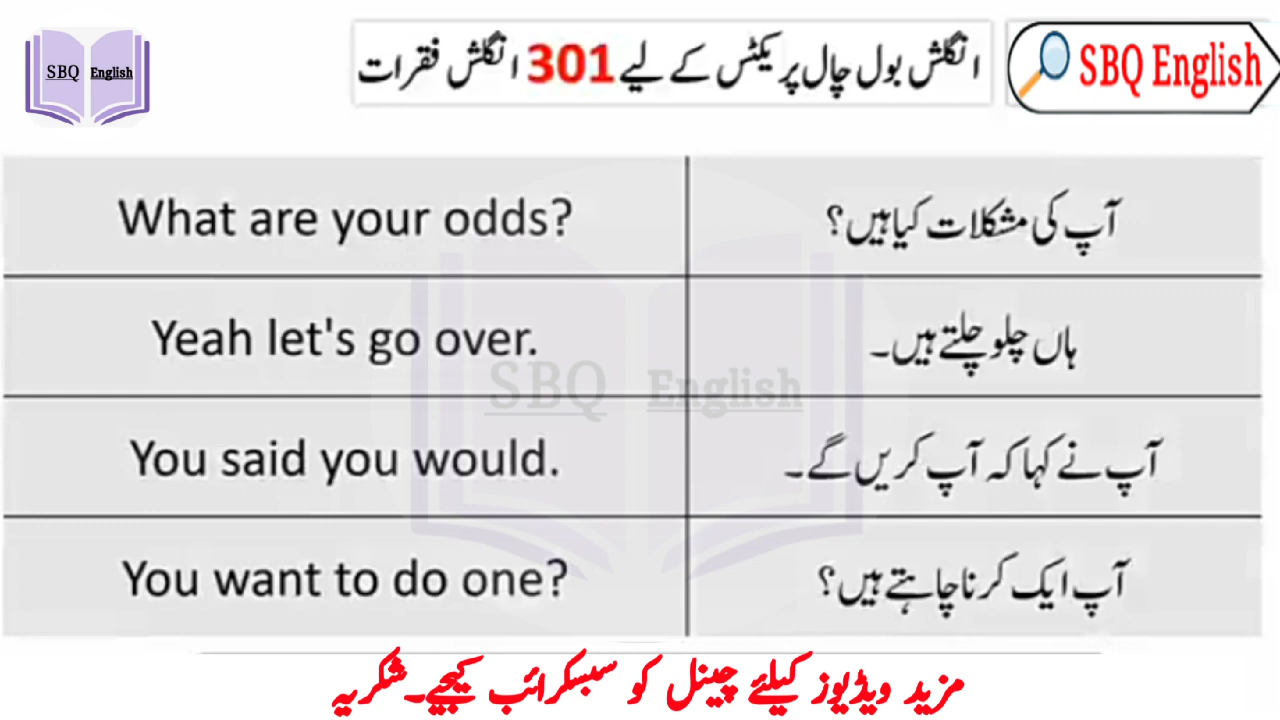 SBQ English
انگلش بول چال پریکٹس کے لیے 301 انگلش فقرات
SBQ English
What are your odds? آپ کی مشکلات کیا ہیں؟
Yeah let's go over. ہاں چلو چلتے ہیں۔
SBQ English
You said you would. آپ نے کہا کہ آپ کریں گے۔
You want to do one? آپ ایک کرنا چاہتے ہیں؟
مزید ویڈیوز کیلئے چینل کو سبسکرائب کیجیے۔شکریہ